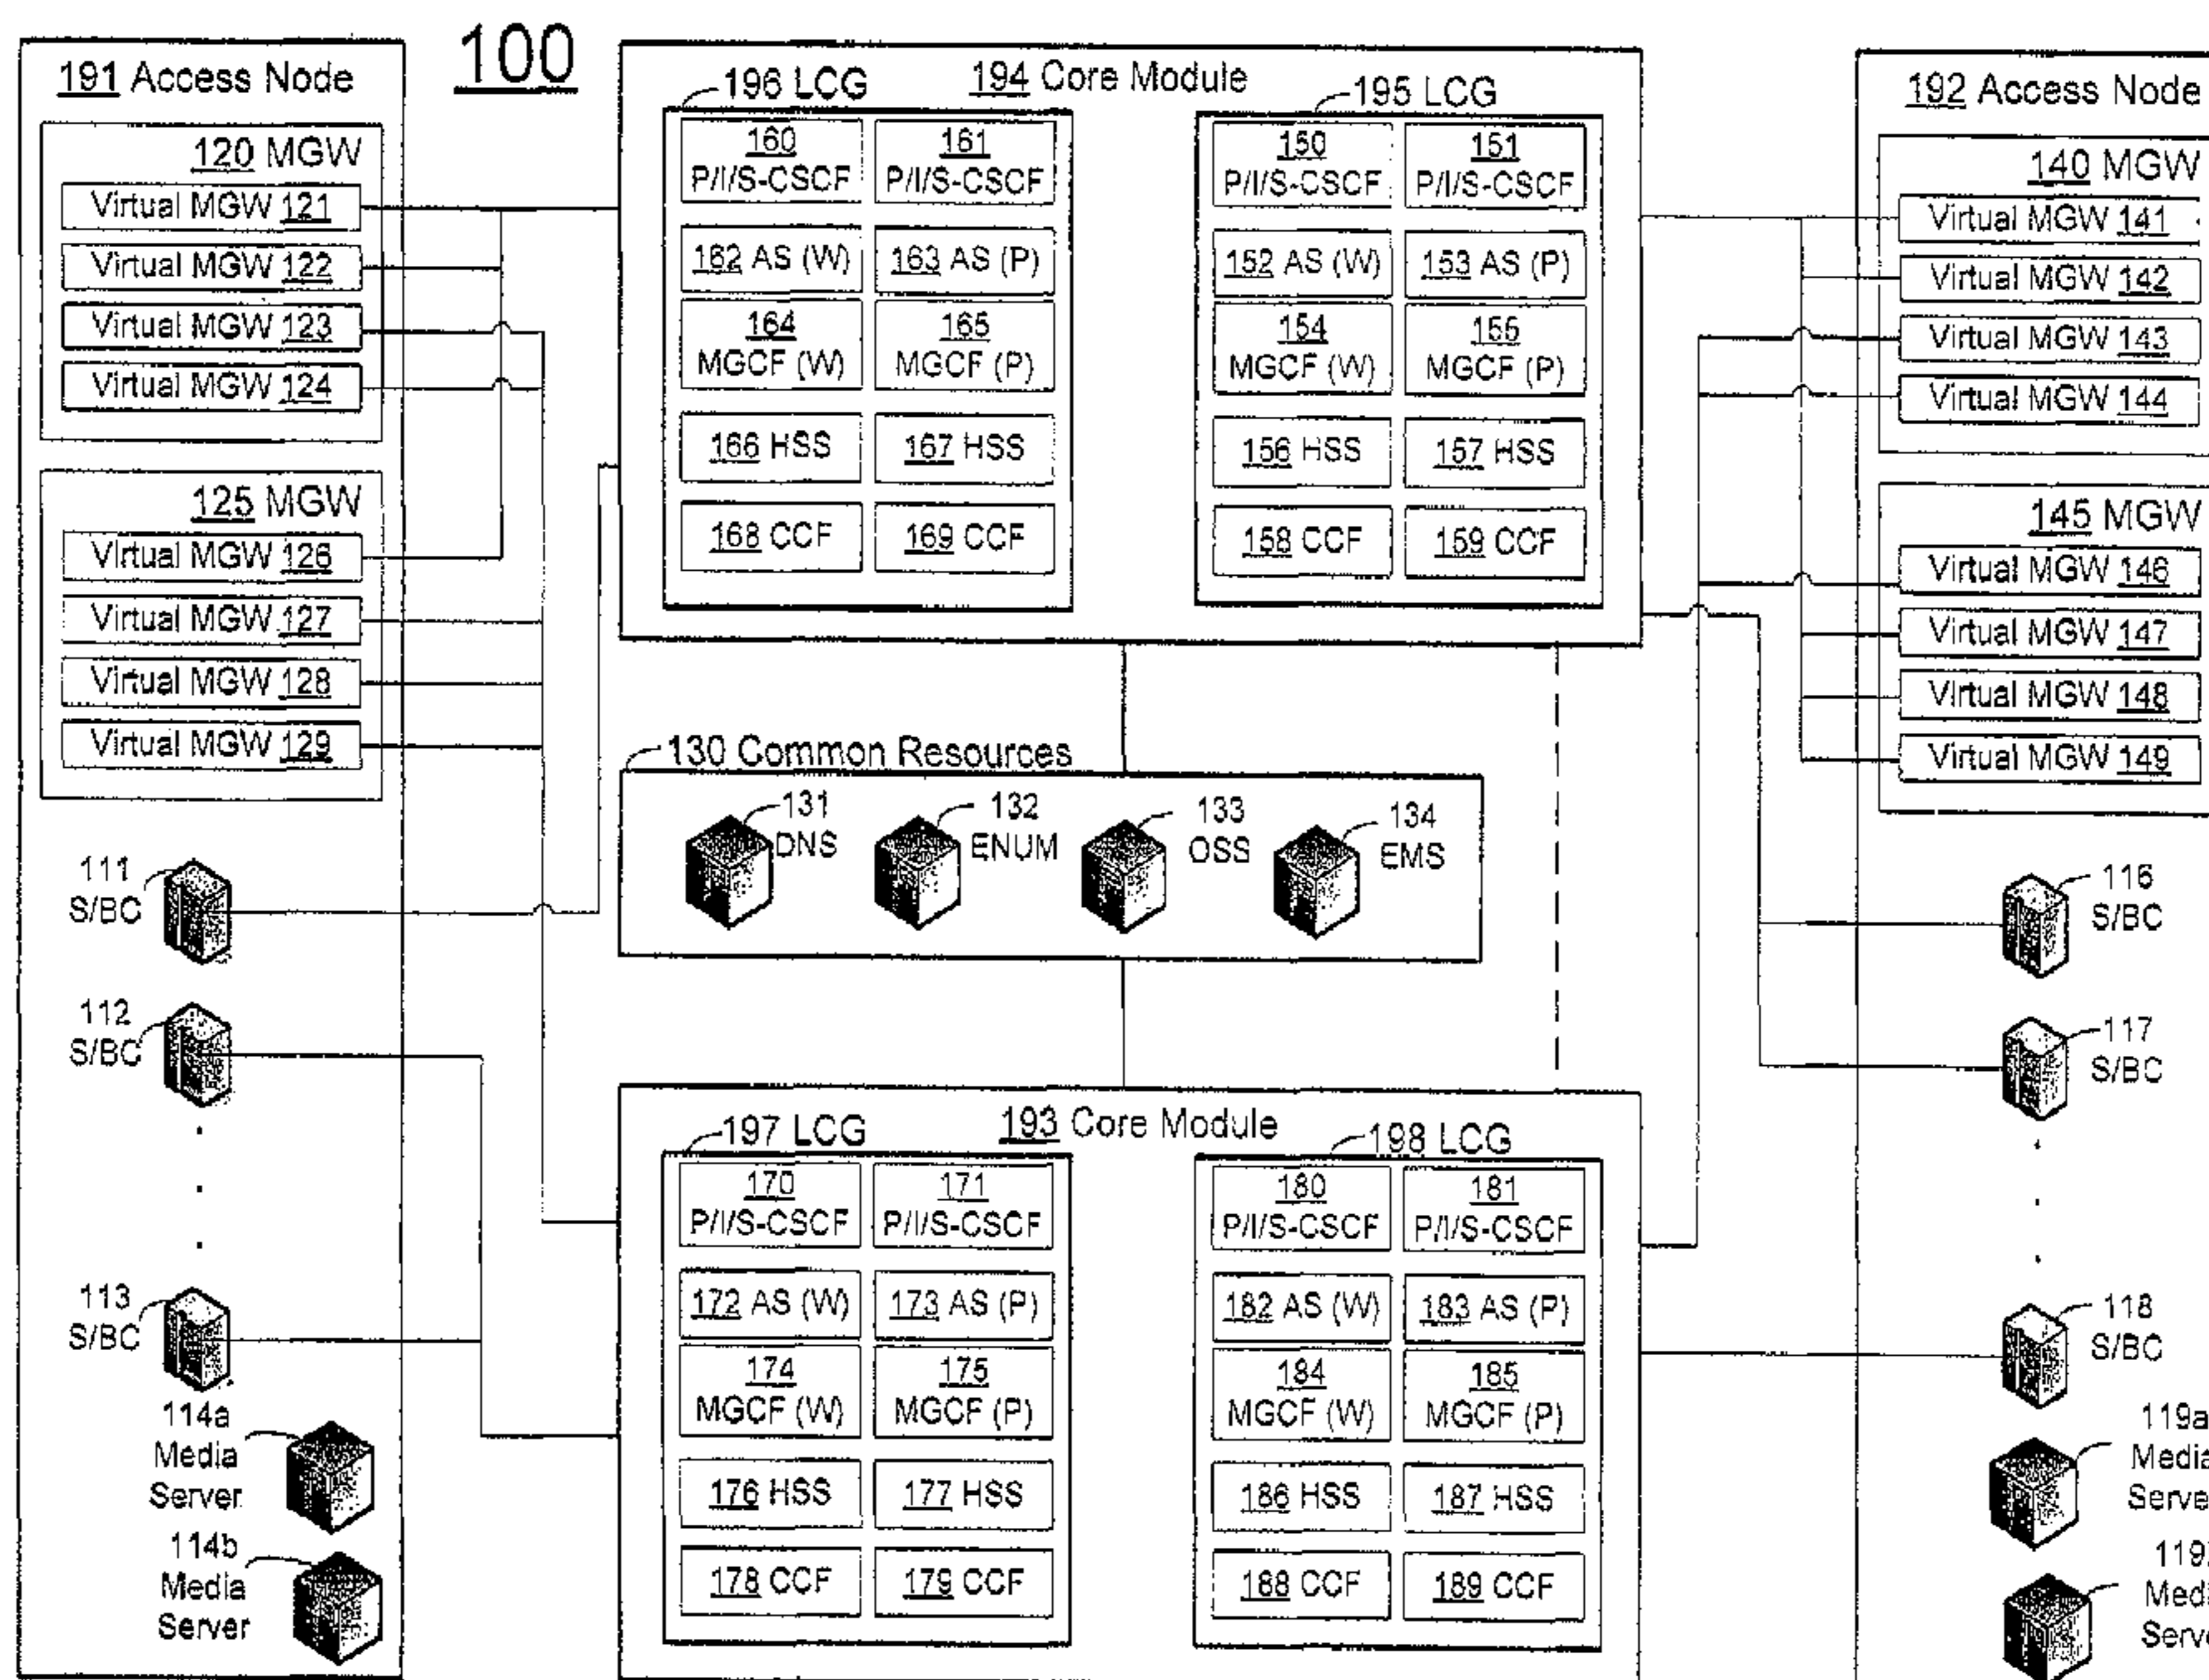 100
191 Access Node
120 MGW
Virtual MGW 121
Virtual MGW 122
Virtual MGW 123
Virtual MGW 124
125 MGW
Virtual MGW 126
Virtual MGW 127
Virtual MGW 128
Virtual MGW 129
111
S/BC
112
S/BC
113
S/BC
114a
Media
Server
114b
Media
Server
194 Core Module
196 LCG
160
P/I/S-CSCF
161
P/I/S-CSCF
162 AS (W)
163 AS (P)
164
MGCF (W)
165
MGCF (P)
166 HSS
167 HSS
168 CCF
169 CCF
195 LCG
150
P/I/S-CSCF
151
P/I/S-CSCF
152 AS (W)
153 AS (P)
154
MGCF (W)
155
MGCF (P)
156 HSS
157 HSS
158 CCF
159 CCF
130 Common Resources
131
DNS
132
ENUM
133
OSS
134
EMS
193 Core Module
197 LCG
170
P/I/S-CSCF
171
P/I/S-CSCF
172 AS (W)
173 AS (P)
174
MGCF (W)
175
MGCF (P)
176 HSS
177 HSS
178 CCF
179 CCF
198 LCG
180
P/I/S-CSCF
181
P/I/S-CSCF
182 AS (W)
183 AS (P)
184
MGCF (W)
185
MGCF (P)
186 HSS
187 HSS
188 CCF
189 CCF
192 Access Node
140 MGW
Virtual MGW 141
Virtual MGW 142
Virtual MGW 143
Virtual MGW 144
145 MGW
Virtual MGW 146
Virtual MGW 147
Virtual MGW 148
Virtual MGW 149
116
S/BC
117
S/BC
118
S/BC
119a
Media
Serve
119
Medi
Serve